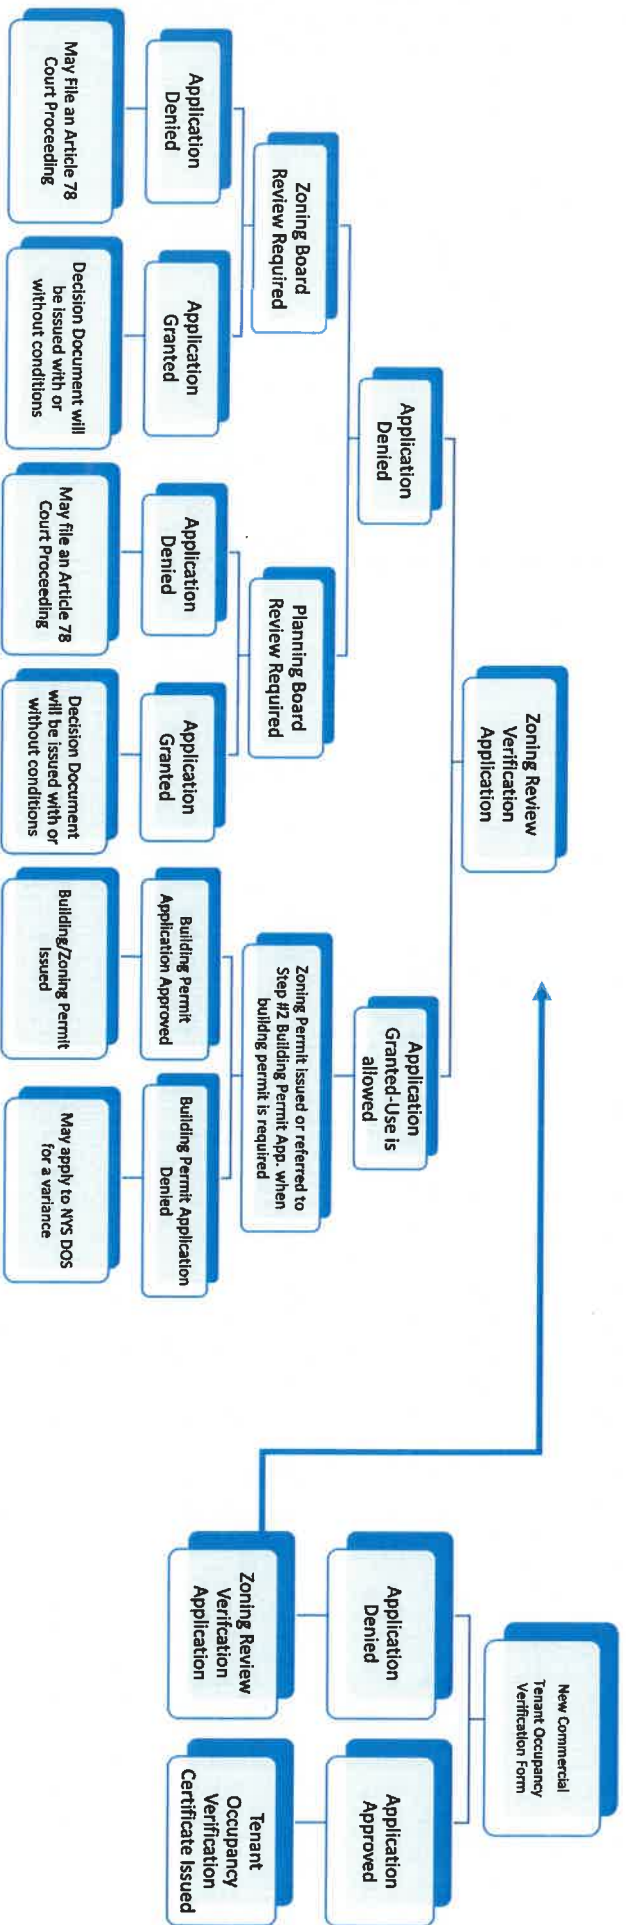 Zoning Review
Verification
Application
Application
Denied
Application
Granted-Use is
allowed
Zoning Board
Review Required
Planning Board
Review Required
Zoning Permit issued or referred to
Step #2 Building Permit App. when
buildng permit is required
Application
Denied
Application
Granted
Application
Denied
Application
Granted
Building Permit
Application Approved
Building Permit Application
Denied
May File an Article 78
Court Proceeding
Decision Document will
be issued with or
without conditions
May file an Article 78
Court Proceeding
Decision Document
will be issued with or
without conditions
Building/Zoning Permit
Issued
May apply to NYS DOS
for a variance
New Commercial
Tenant Occupancy
Verification Form
Application
Denied
Application
Approved
Zoning Review
Verifcation
Application
Tenant
Occupancy
Verification
Certificate Issued